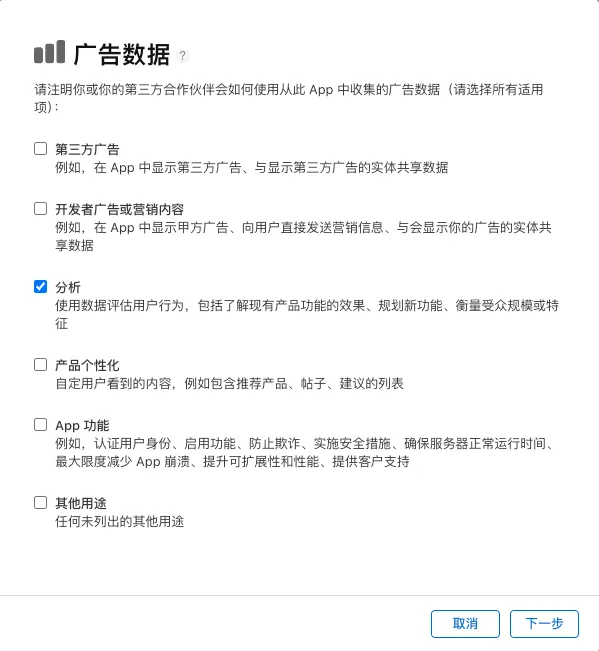 广告数据 ?
请注明你或你的第三方合作伙伴会如何使用从此 App 中收集的广告数据（请选择所有适用
项）：
第三方广告
例如，在 App 中显示第三方广告、与显示第三方广告的实体共享数据
开发者广告或营销内容
例如，在 App 中显示甲方广告、向用户直接发送营销信息、与会显示你的广告的实体共
享数据
分析
使用数据评估用户行为，包括了解现有产品功能的效果、规划新功能、衡量受众规模或特
征
产品个性化
自定用户看到的内容，例如包含推荐产品、帖子、建议的列表
App 功能
例如，认证用户身份、启用功能、防止欺诈、实施安全措施、确保服务器正常运行时间、
最大限度减少 App 崩溃、提升可扩展性和性能、提供客户支持
其他用途
任何未列出的其他用途
取消 下一步